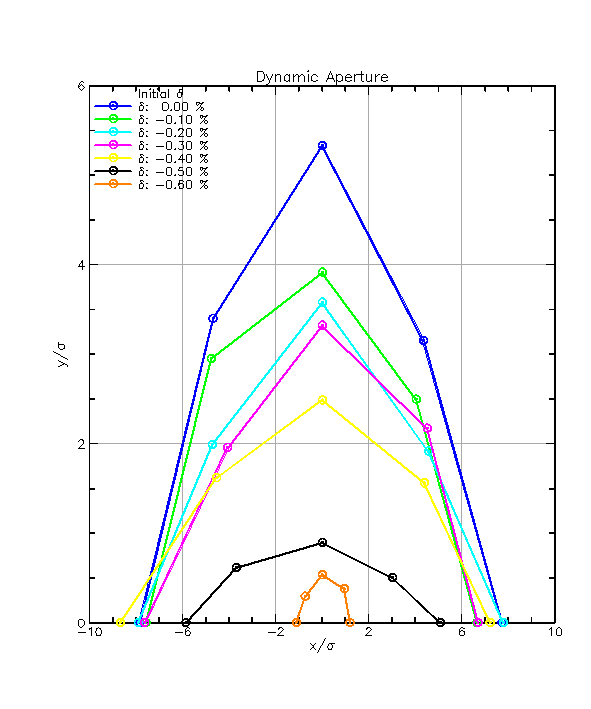 Dynamic Aperture
6
Initial δ
δ: 0.00 %
δ: −0.10 %
δ: −0.20 %
δ: −0.30 %
δ: −0.40 %
δ: −0.50 %
δ: −0.60 %
4
y/σ
2
0
−10 −6 −2 2 6 10
x/σ